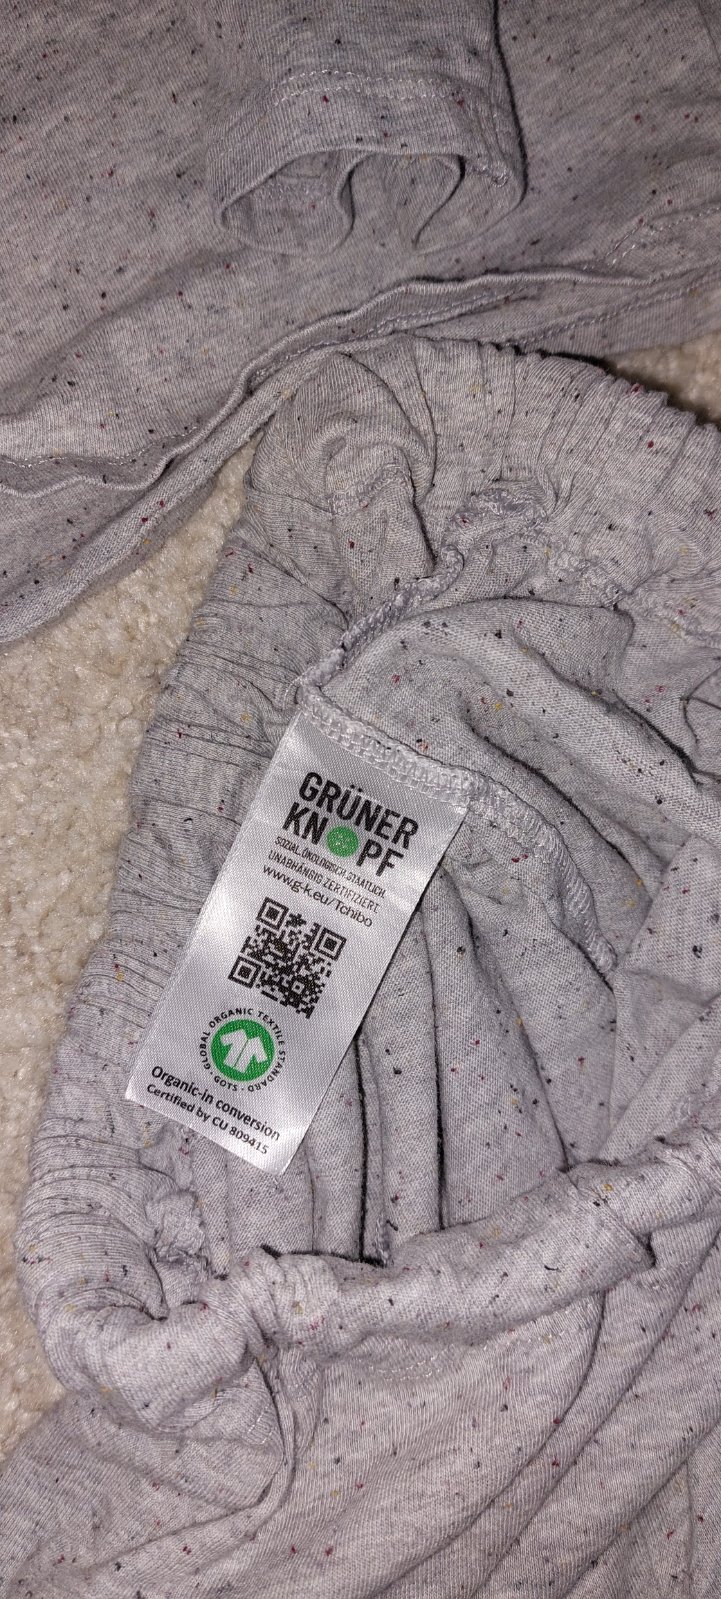 GRÜNER
KNOPF
SOZIAL. ÖKOLOGISCH. STAATLICH.
UNABHÄNGIG ZERTIFIZIERT.
www.g-k.eu/Tchibo
GLOBAL ORGANIC TEXTILE STANDARD · GOTS ·
Organic-in conversion
Certified by CU 809415